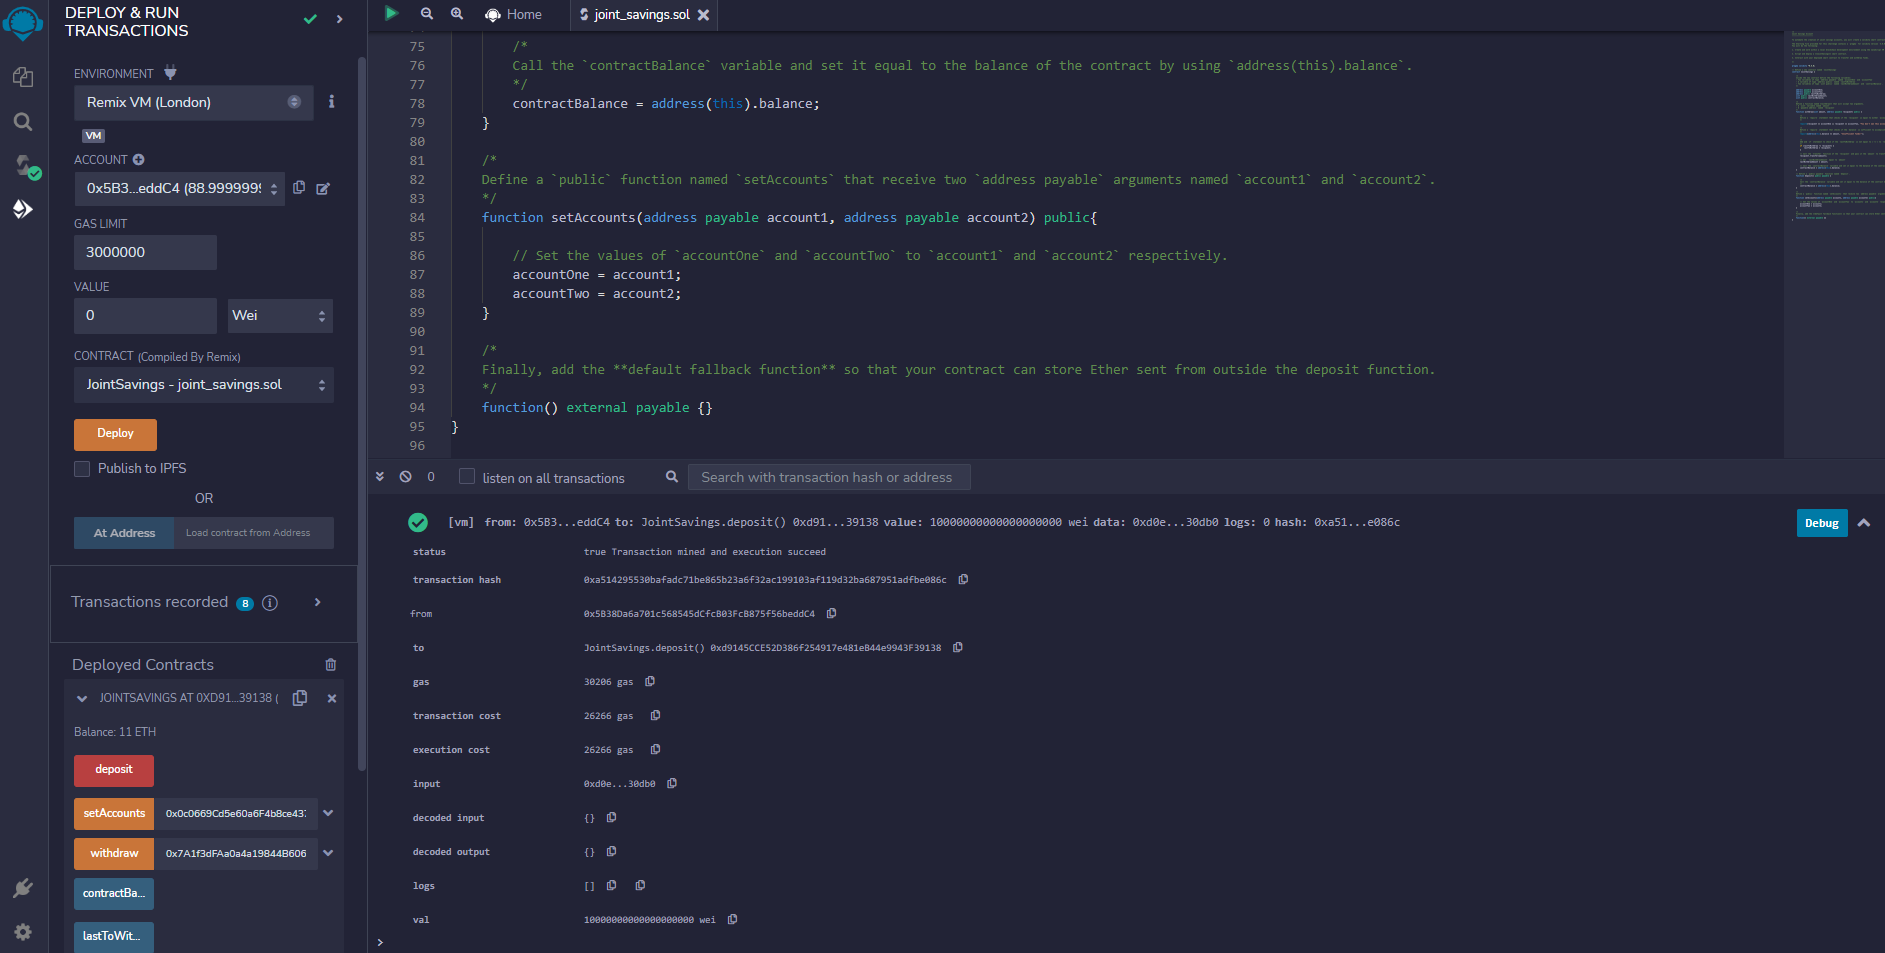 DEPLOY & RUN
TRANSACTIONS
ENVIRONMENT
Remix VM (London)
VM
ACCOUNT
0x5B3...eddC4 (88.9999999
GAS LIMIT
3000000
VALUE
0
Wei
CONTRACT (Compiled By Remix)
JointSavings - joint_savings.sol
Deploy
Publish to IPFS
OR
At Address
Load contract from Address
Transactions recorded 8
Deployed Contracts
JOINTSAVINGS AT 0XD91...39138 (
Balance: 11 ETH
deposit
setAccounts
0x0c0669Cd5e60a6F4b8ce437
withdraw
0x7A1f3dFAa0a4a19844B606
contractBa...
lastToWit...
Home
joint_savings.sol
75 /*
76 Call the `contractBalance` variable and set it equal to the balance of the contract by using `address(this).balance`.
77 */
78 contractBalance = address(this).balance;
79 }
80
81 /*
82 Define a `public` function named `setAccounts` that receive two `address payable` arguments named `account1` and `account2`.
83 */
84 function setAccounts(address payable account1, address payable account2) public{
85
86 // Set the values of `accountOne` and `accountTwo` to `account1` and `account2` respectively.
87 accountOne = account1;
88 accountTwo = account2;
89 }
90
91 /*
92 Finally, add the **default fallback function** so that your contract can store Ether sent from outside the deposit function.
93 */
94 function() external payable {}
95 }
96
0
listen on all transactions
Search with transaction hash or address
[vm] from: 0x5B3...eddC4 to: JointSavings.deposit() 0xd91...39138 value: 10000000000000000000 wei data: 0xd0e...30db0 logs: 0 hash: 0xa51...e086c
Debug
status true Transaction mined and execution succeed
transaction hash 0xa514295530bafadc71be865b23a6f32ac199103af119d32ba687951adfbe086c
from 0x5B38Da6a701c568545dCfcB03FcB875f56beddC4
to JointSavings.deposit() 0xd9145CCE52D386f254917e481eB44e9943F39138
gas 30206 gas
transaction cost 26266 gas
execution cost 26266 gas
input 0xd0e...30db0
decoded input {}
decoded output {}
logs []
val 10000000000000000000 wei
>